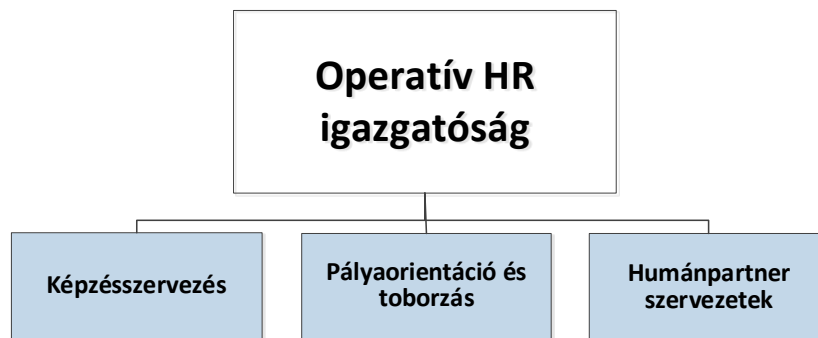 Operatív HR
igazgatóság
Képzésszervezés
Pályaorientáció és
toborzás
Humánpartner
szervezetek